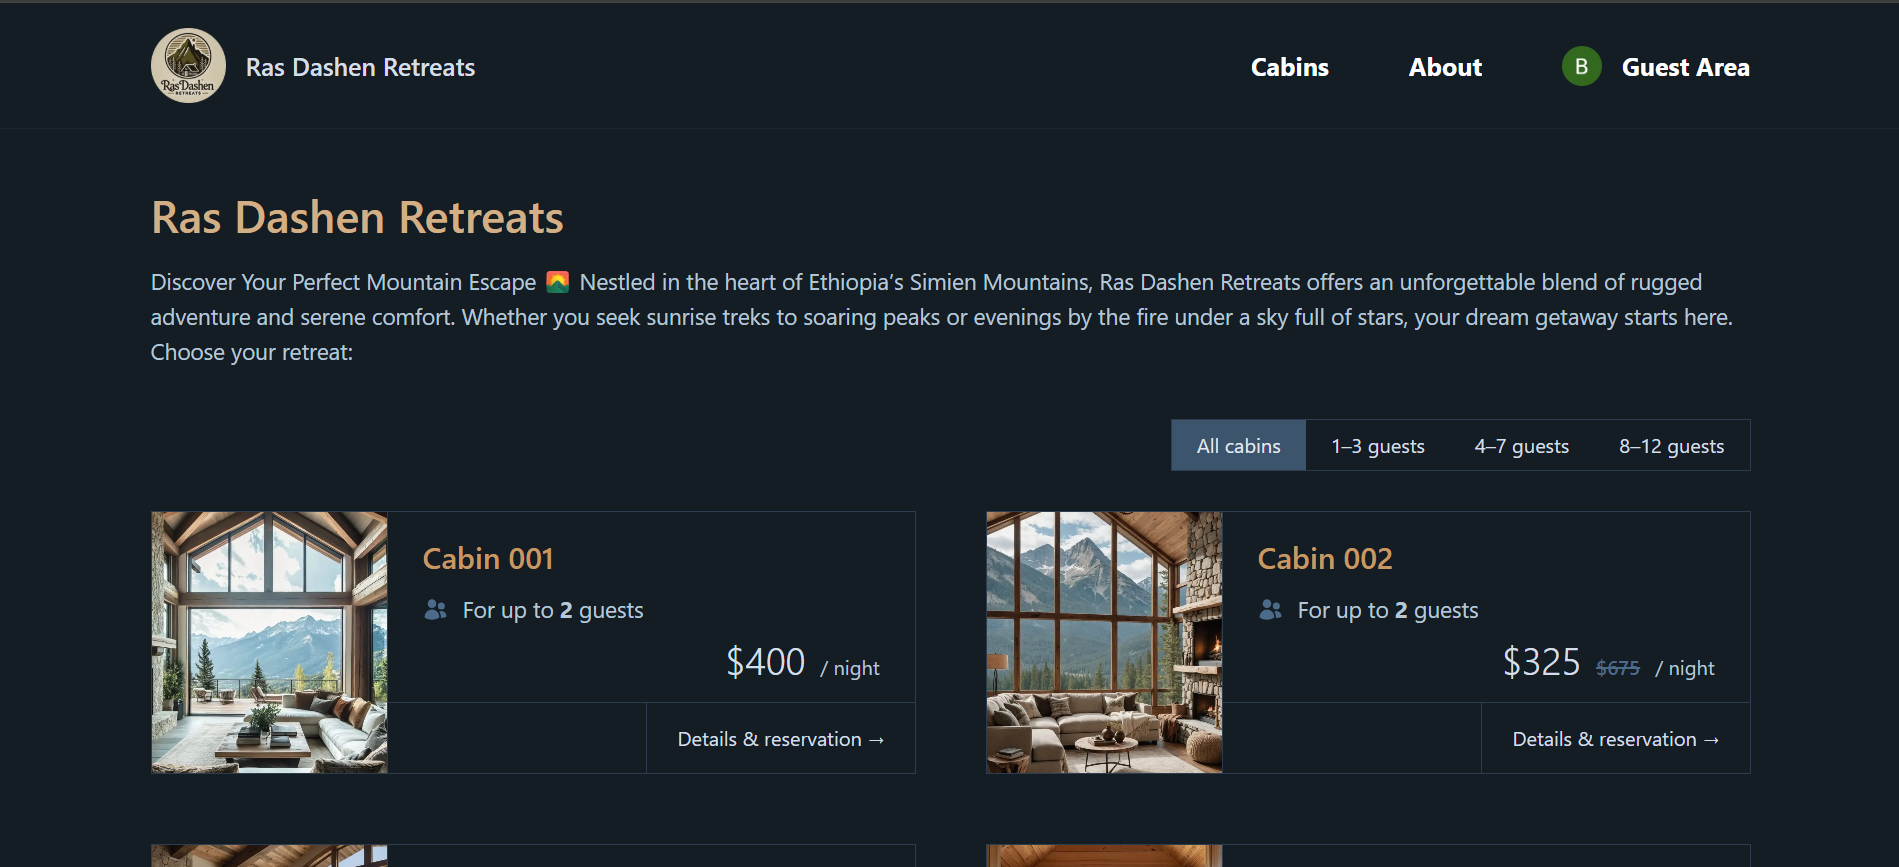 Ras Dashen
RETREATS
Ras Dashen Retreats
Cabins
About
B
Guest Area
Ras Dashen Retreats
Discover Your Perfect Mountain Escape 🌄 Nestled in the heart of Ethiopia’s Simien Mountains, Ras Dashen Retreats offers an unforgettable blend of rugged
adventure and serene comfort. Whether you seek sunrise treks to soaring peaks or evenings by the fire under a sky full of stars, your dream getaway starts here.
Choose your retreat:
All cabins
1–3 guests
4–7 guests
8–12 guests
Cabin 001
For up to 2 guests
$400 / night
Details & reservation →
Cabin 002
For up to 2 guests
$325 $675 / night
Details & reservation →